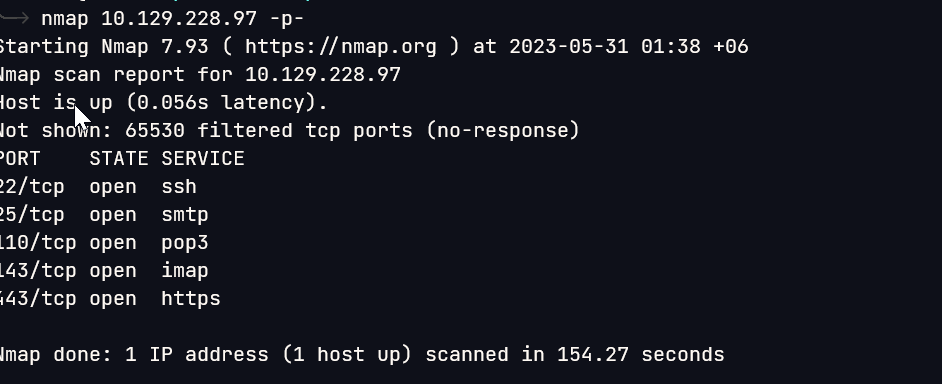 nmap 10.129.228.97 -p-
Starting Nmap 7.93 ( https://nmap.org ) at 2023-05-31 01:38 +06
Nmap scan report for 10.129.228.97
Host is up (0.056s latency).
Not shown: 65530 filtered tcp ports (no-response)
PORT    STATE SERVICE
22/tcp  open  ssh
25/tcp  open  smtp
110/tcp open  pop3
143/tcp open  imap
443/tcp open  https
Nmap done: 1 IP address (1 host up) scanned in 154.27 seconds